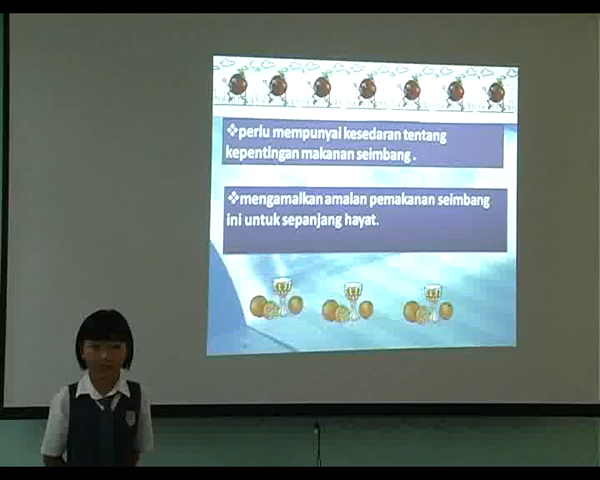 ❖perlu mempunyai kesedaran tentang
kepentingan makanan seimbang .
❖mengamalkan amalan pemakanan seimbang
ini untuk sepanjang hayat.